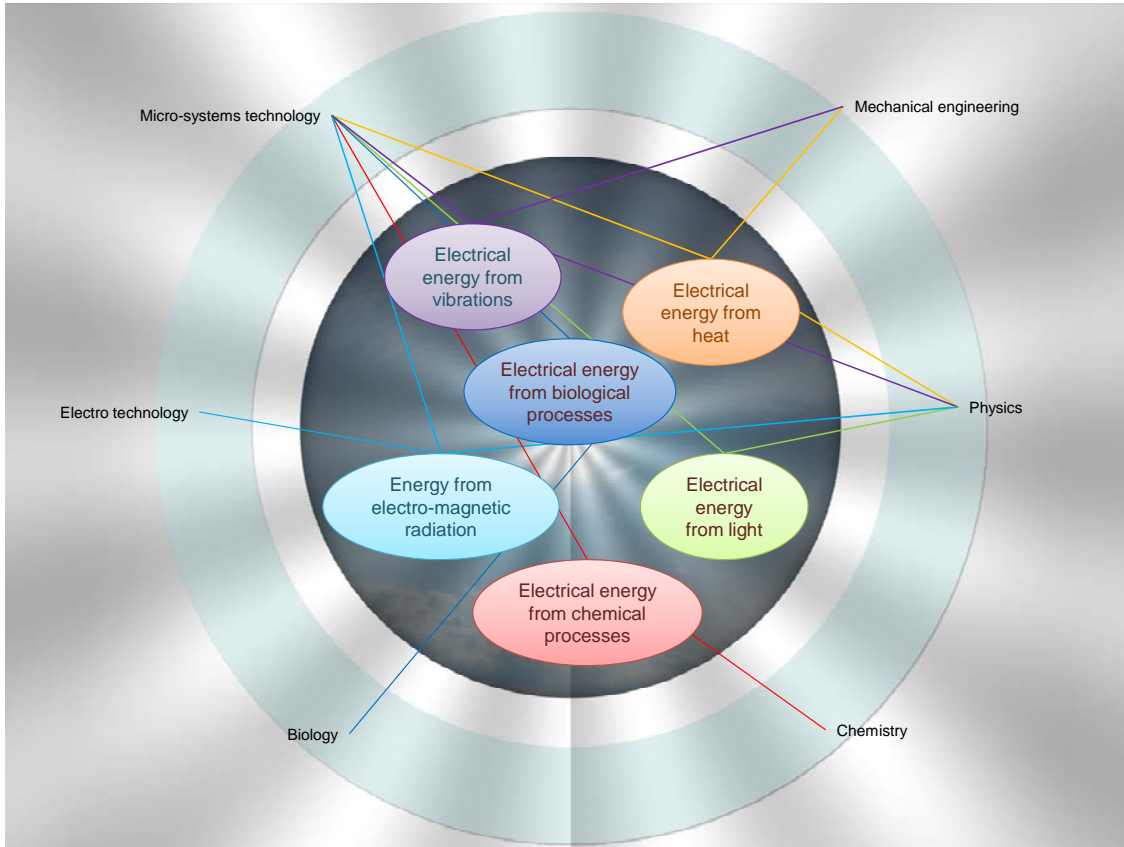 Micro-systems technology
Mechanical engineering
Electrical
energy from
vibrations
Electrical
energy from
heat
Electrical energy
from biological
processes
Electro technology
Physics
Energy from
electro-magnetic
radiation
Electrical
energy
from light
Electrical energy
from chemical
processes
Biology
Chemistry